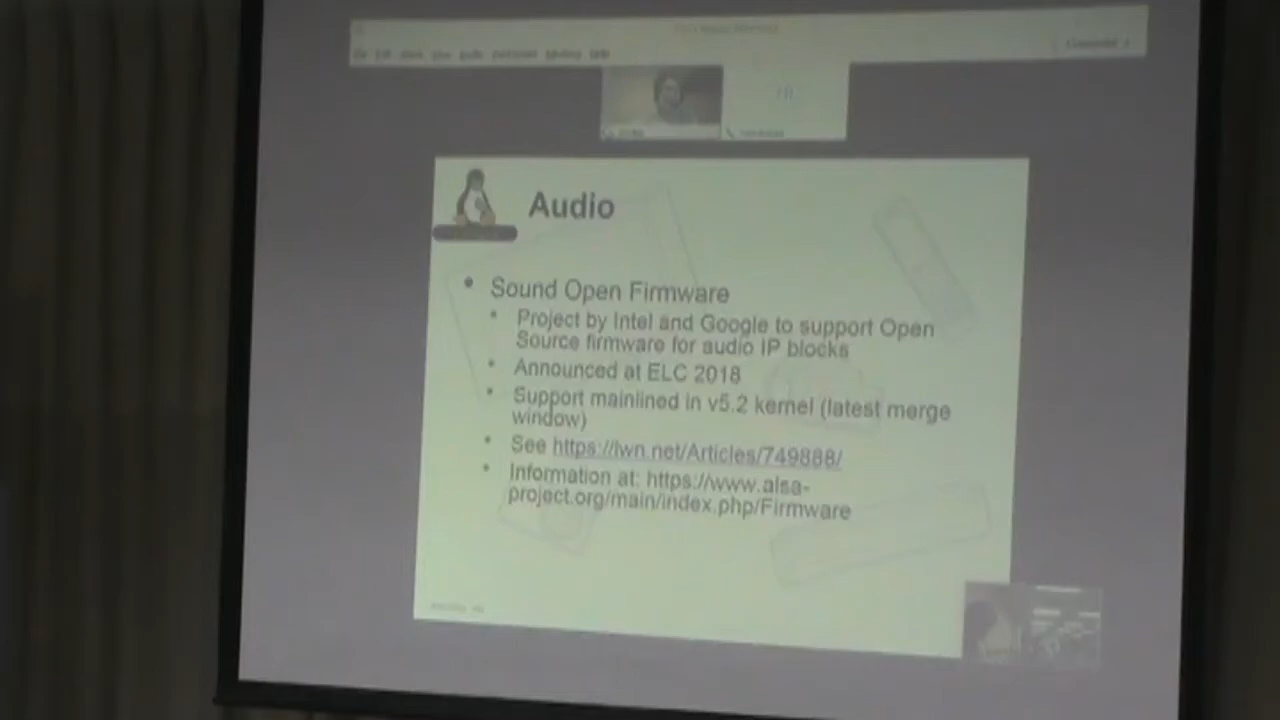 Audio
• Sound Open Firmware
• Project by Intel and Google to support Open
Source firmware for audio IP blocks
• Announced at ELC 2018
• Support mainlined in v5.2 kernel (latest merge
window)
• See https://lwn.net/Articles/749888/
• Information at: https://www.alsa-
project.org/main/index.php/Firmware